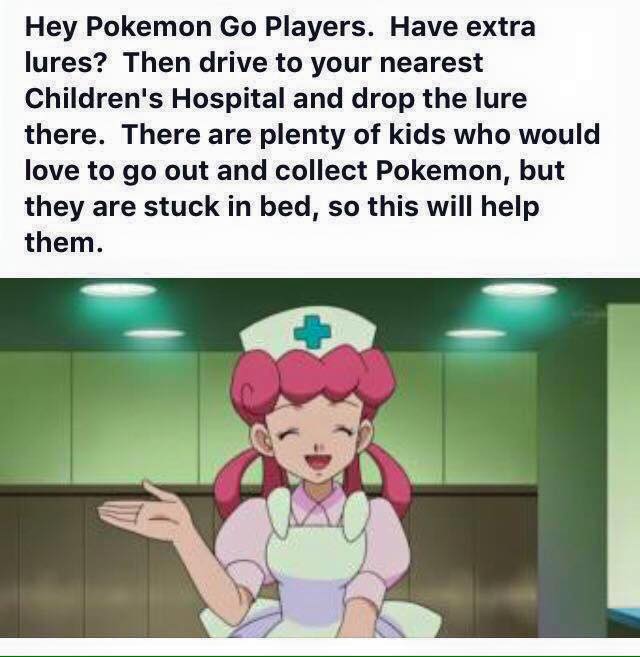 Hey Pokemon Go Players.  Have extra
lures?  Then drive to your nearest
Children's Hospital and drop the lure
there.  There are plenty of kids who would
love to go out and collect Pokemon, but
they are stuck in bed, so this will help
them.